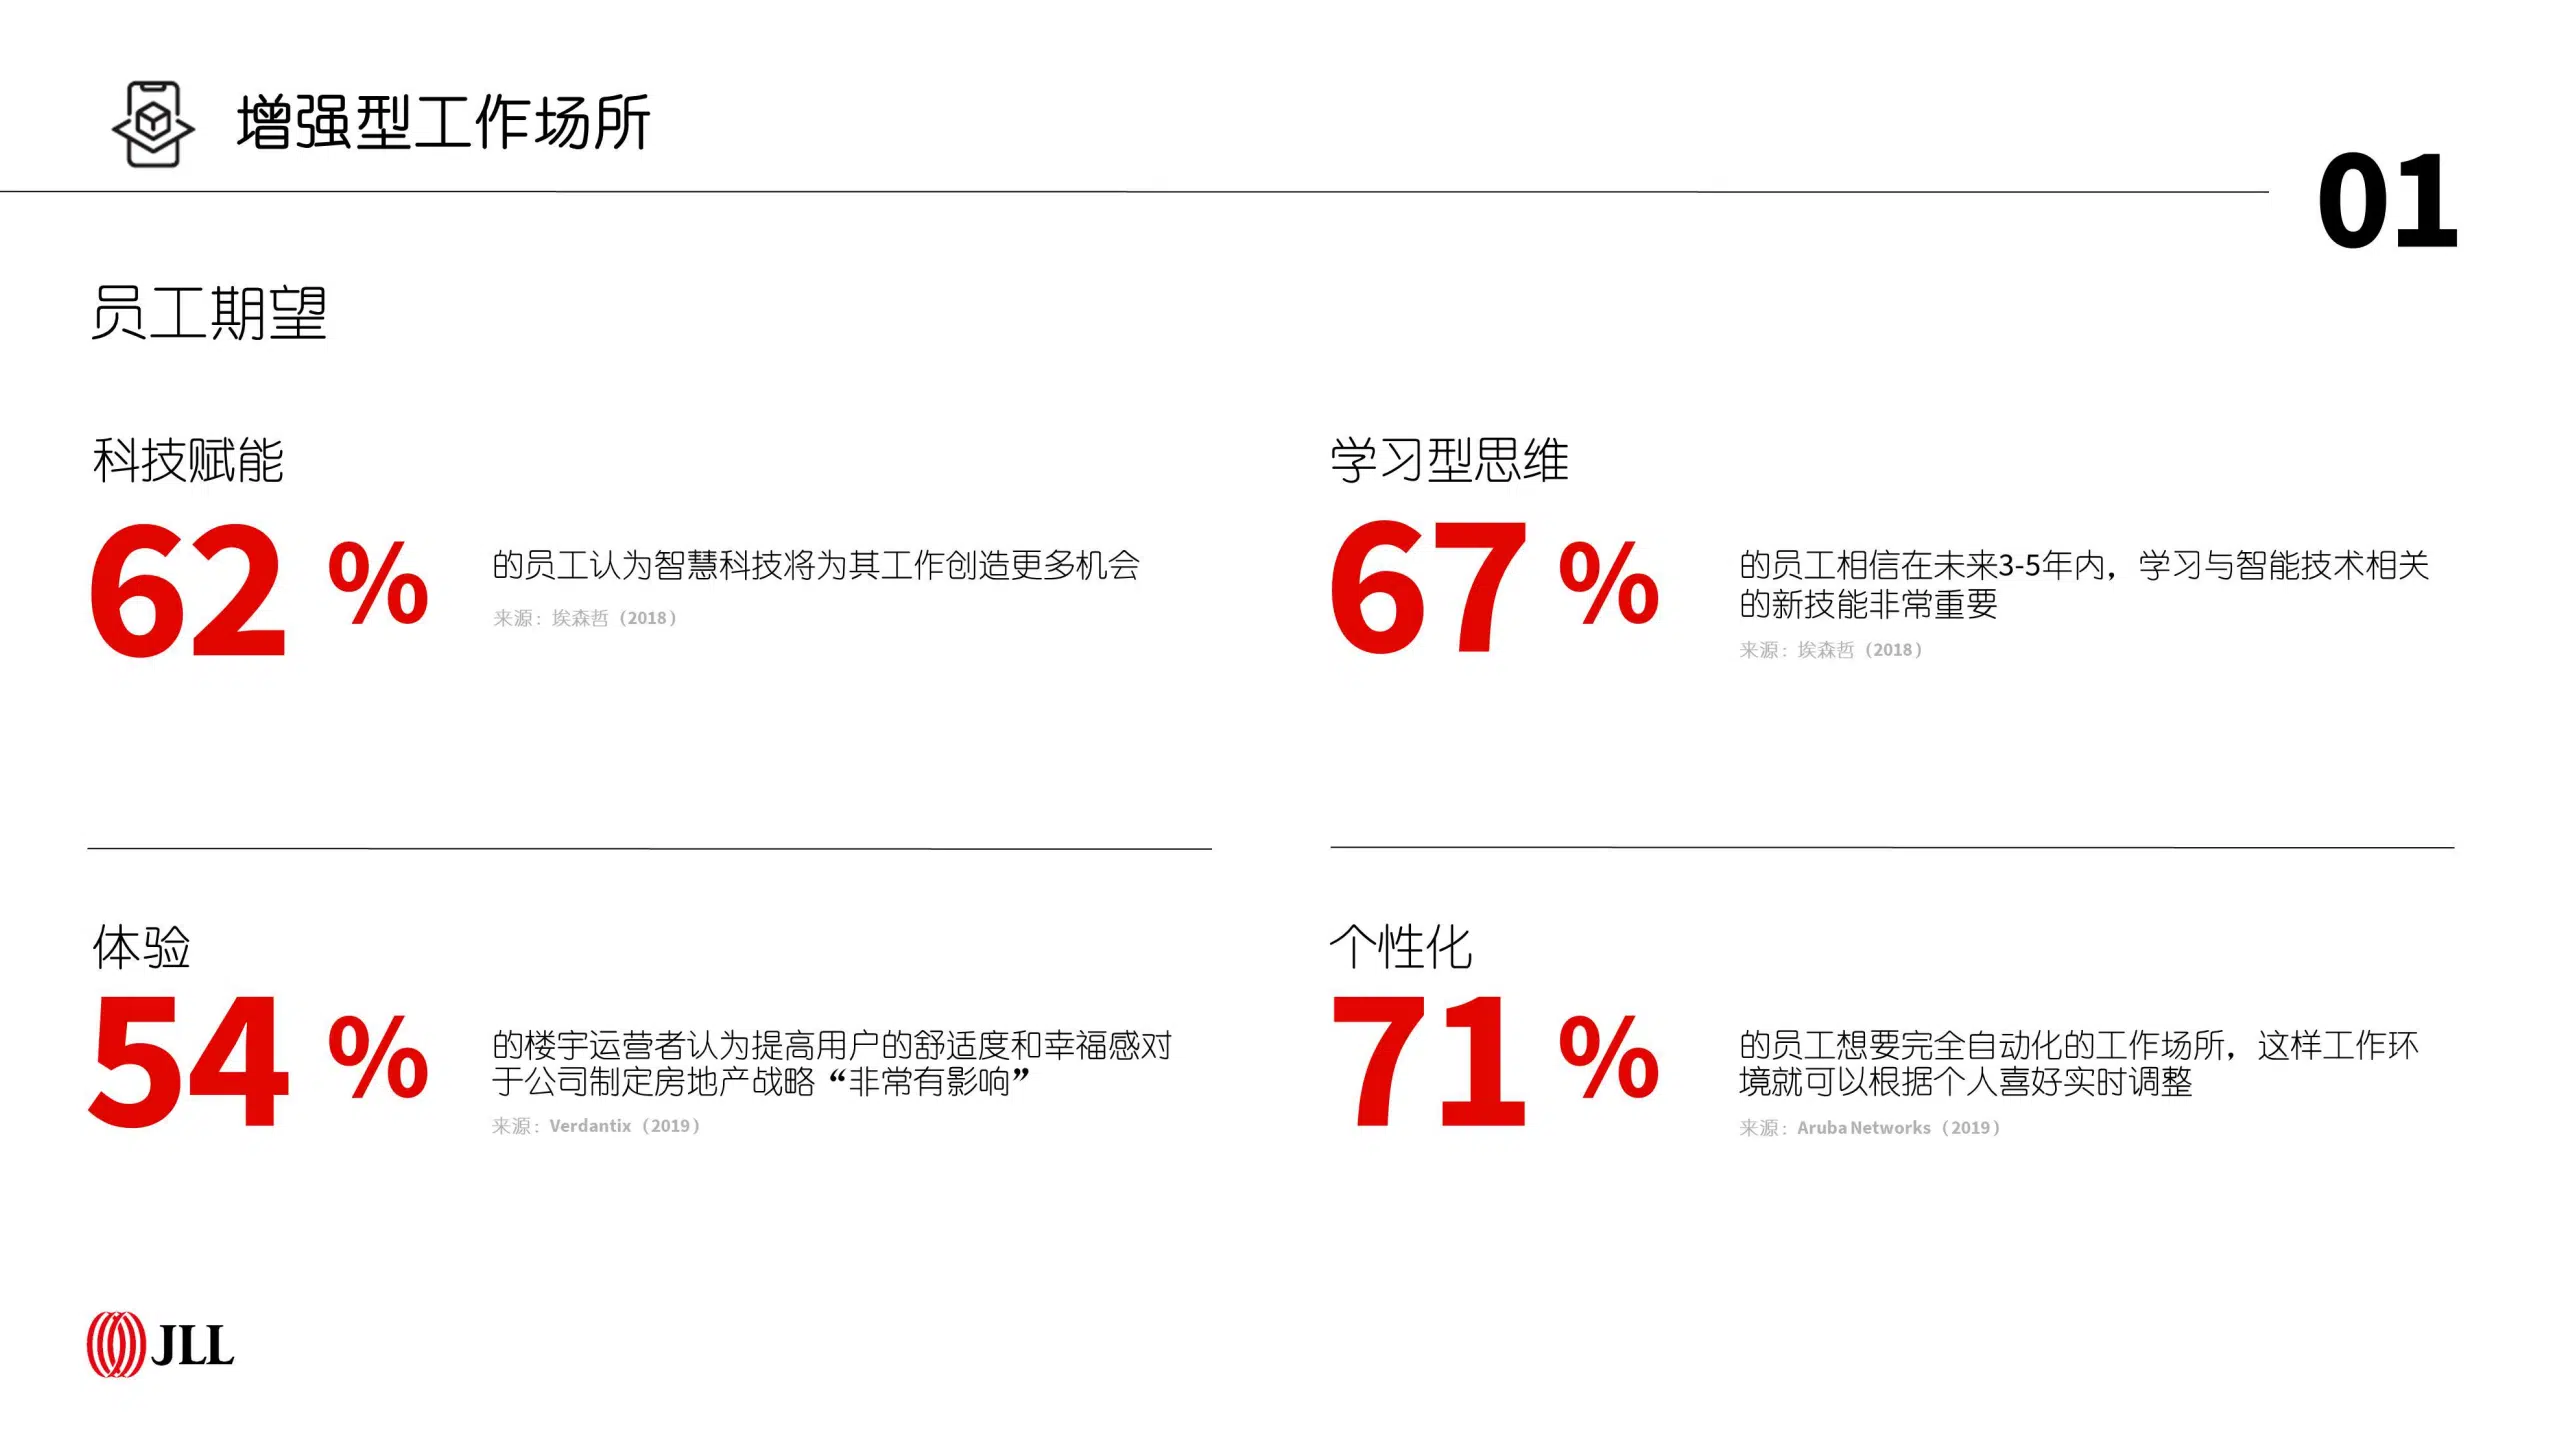 增强型工作场所
01
员工期望
科技赋能
62 %
的员工认为智慧科技将为其工作创造更多机会
来源：埃森哲（2018）
学习型思维
67 %
的员工相信在未来3-5年内，学习与智能技术相关
的新技能非常重要
来源：埃森哲（2018）
体验
54 %
的楼宇运营者认为提高用户的舒适度和幸福感对
于公司制定房地产战略“非常有影响”
来源：Verdantix（2019）
个性化
71 %
的员工想要完全自动化的工作场所，这样工作环
境就可以根据个人喜好实时调整
来源：Aruba Networks（2019）
JLL